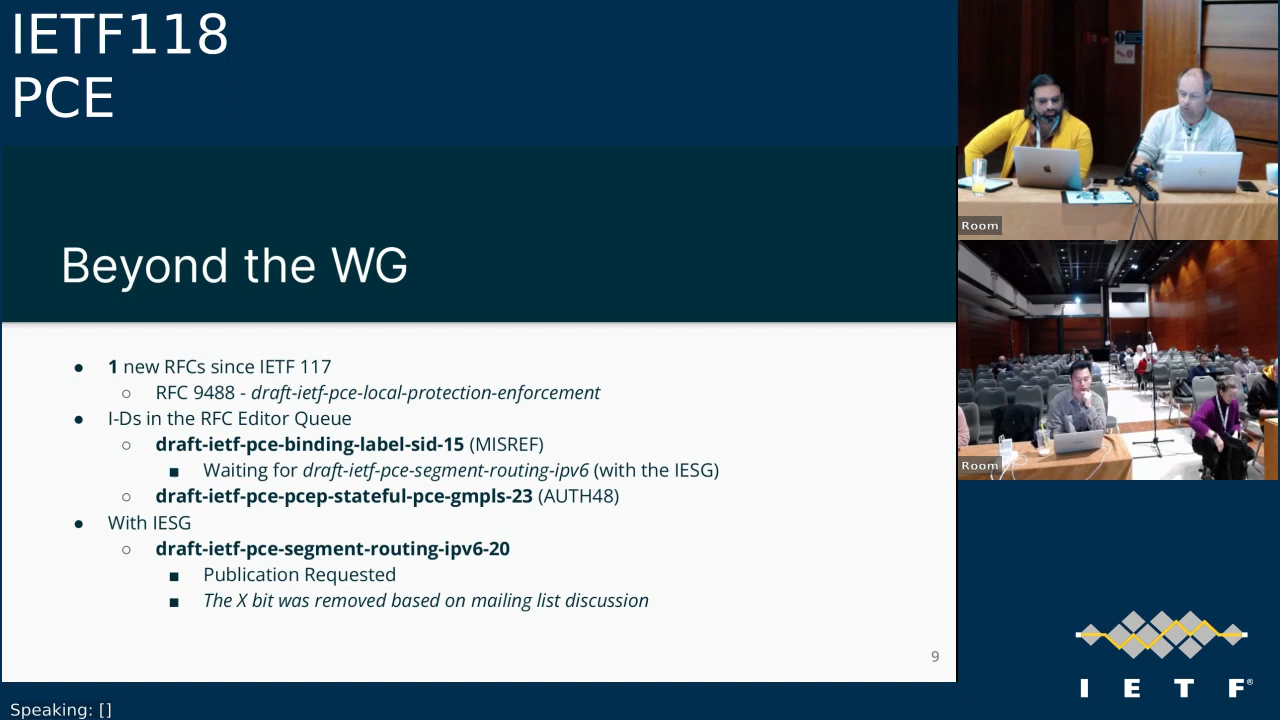 IETF118
PCE
Beyond the WG
● 1 new RFCs since IETF 117
○ RFC 9488 - draft-ietf-pce-local-protection-enforcement
● I-Ds in the RFC Editor Queue
○ draft-ietf-pce-binding-label-sid-15 (MISREF)
■ Waiting for draft-ietf-pce-segment-routing-ipv6 (with the IESG)
○ draft-ietf-pce-pcep-stateful-pce-gmpls-23 (AUTH48)
● With IESG
○ draft-ietf-pce-segment-routing-ipv6-20
■ Publication Requested
■ The X bit was removed based on mailing list discussion
9
Room
Room
I E T F®
Speaking: []